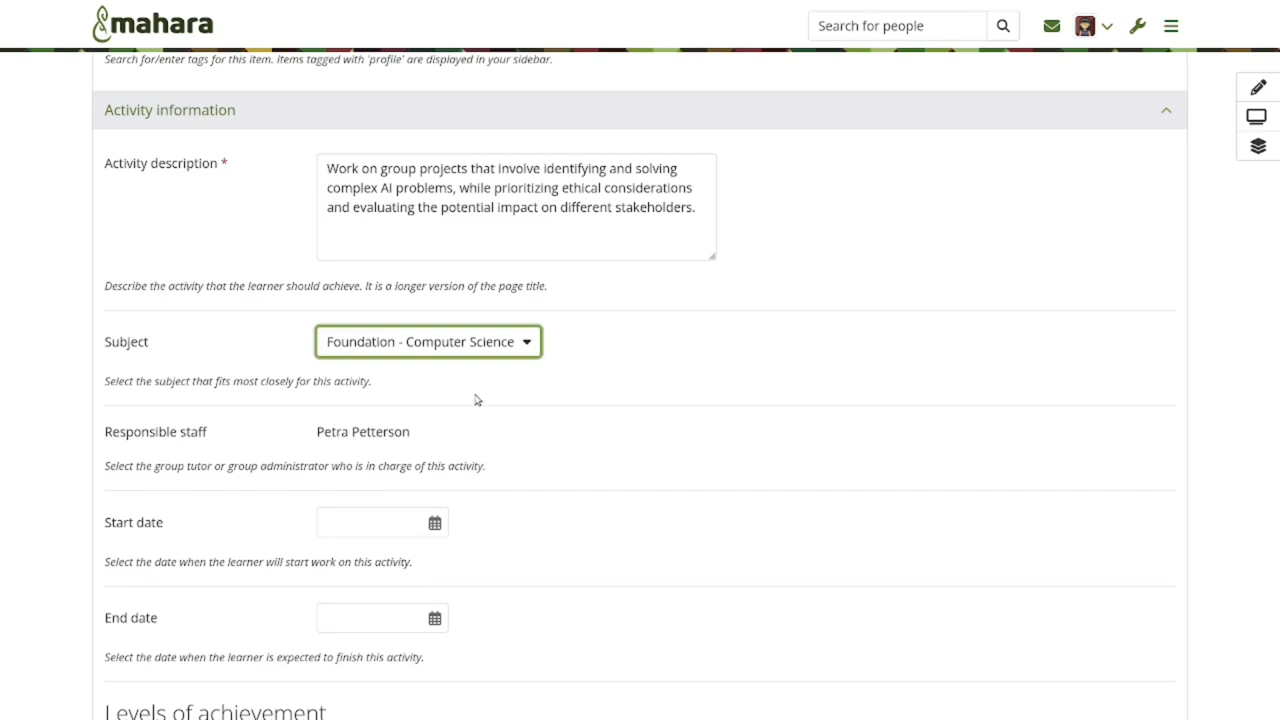 mahara
Search for people
Search for/enter tags for this item. Items tagged with 'profile' are displayed in your sidebar.
Activity information
Activity description *
Work on group projects that involve identifying and solving
complex AI problems, while prioritizing ethical considerations
and evaluating the potential impact on different stakeholders.
Describe the activity that the learner should achieve. It is a longer version of the page title.
Subject
Foundation - Computer Science
Select the subject that fits most closely for this activity.
Responsible staff
Petra Petterson
Select the group tutor or group administrator who is in charge of this activity.
Start date
Select the date when the learner will start work on this activity.
End date
Select the date when the learner is expected to finish this activity.
Levels of achievement